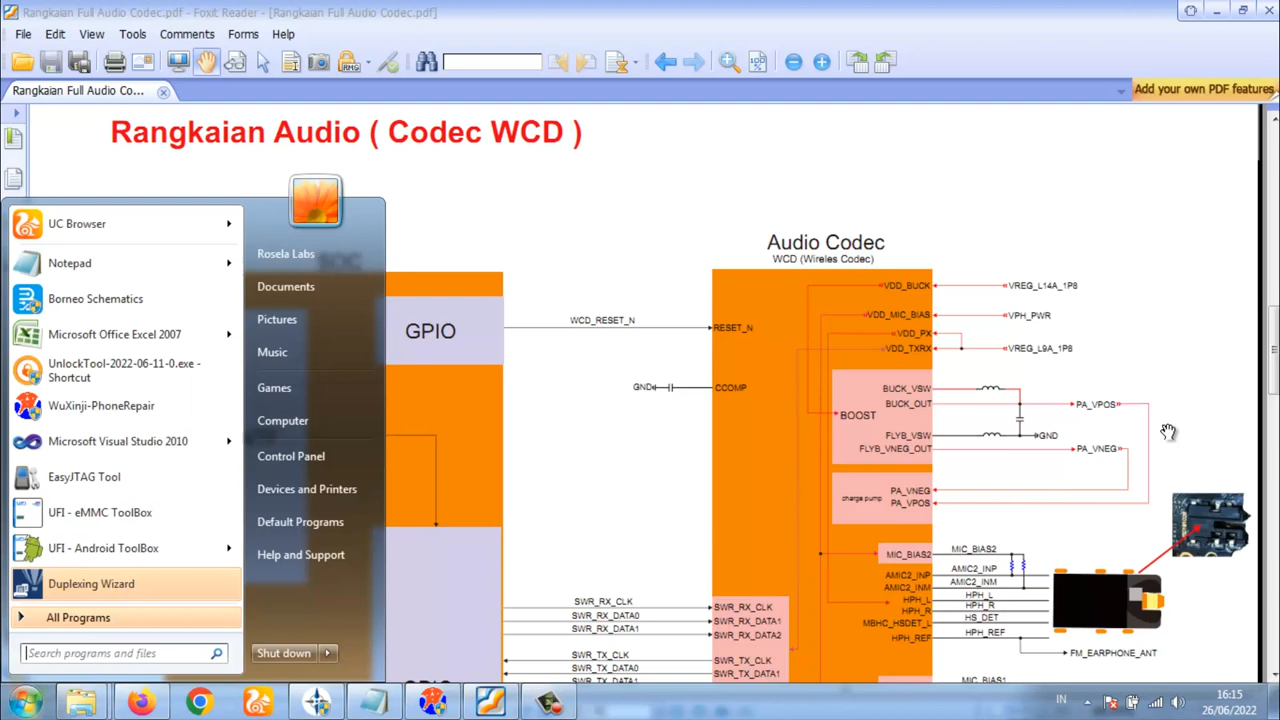 Rangkaian Full Audio Codec.pdf - Foxit Reader - [Rangkaian Full Audio Codec.pdf]
File Edit View Tools Comments Forms Help
Rangkaian Full Audio Co...
Add your own PDF features
Rangkaian Audio ( Codec WCD )
UC Browser
Notepad
Borneo Schematics
Microsoft Office Excel 2007
UnlockTool-2022-06-11-0.exe -
Shortcut
WuXinji-PhoneRepair
Microsoft Visual Studio 2010
EasyJTAG Tool
UFI - eMMC ToolBox
UFI - Android ToolBox
Duplexing Wizard
All Programs
Search programs and files
Rosela Labs
Documents
Pictures
Music
Games
Computer
Control Panel
Devices and Printers
Default Programs
Help and Support
Shut down
GPIO
WCD_RESET_N
GND
SWR_RX_CLK
SWR_RX_DATA0
SWR_RX_DATA1
SWR_TX_CLK
SWR_TX_DATA0
Audio Codec
WCD (Wireles Codec)
RESET_N
CCOMP
SWR_RX_CLK
SWR_RX_DATA1
SWR_RX_DATA2
SWR_TX_CLK
SWR_TX_DATA1
VDD_BUCK
VREG_L14A_1P8
VDD_MIC_BIAS
VPH_PWR
VDD_PX
VDD_TXRX
VREG_L9A_1P8
BOOST
BUCK_VSW
BUCK_OUT
PA_VPOS
FLYB_VSW
GND
FLYB_VNEG_OUT
PA_VNEG
charge pump
PA_VNEG
PA_VPOS
MIC_BIAS2
MIC_BIAS2
AMIC2_INP
AMIC2_INP
AMIC2_INM
AMIC2_INM
HPH_L
HPH_L
HPH_R
HPH_R
MBHC_HSDET_L
HS_DET
HPH_REF
HPH_REF
FM_EARPHONE_ANT
IN
16:15
26/06/2022